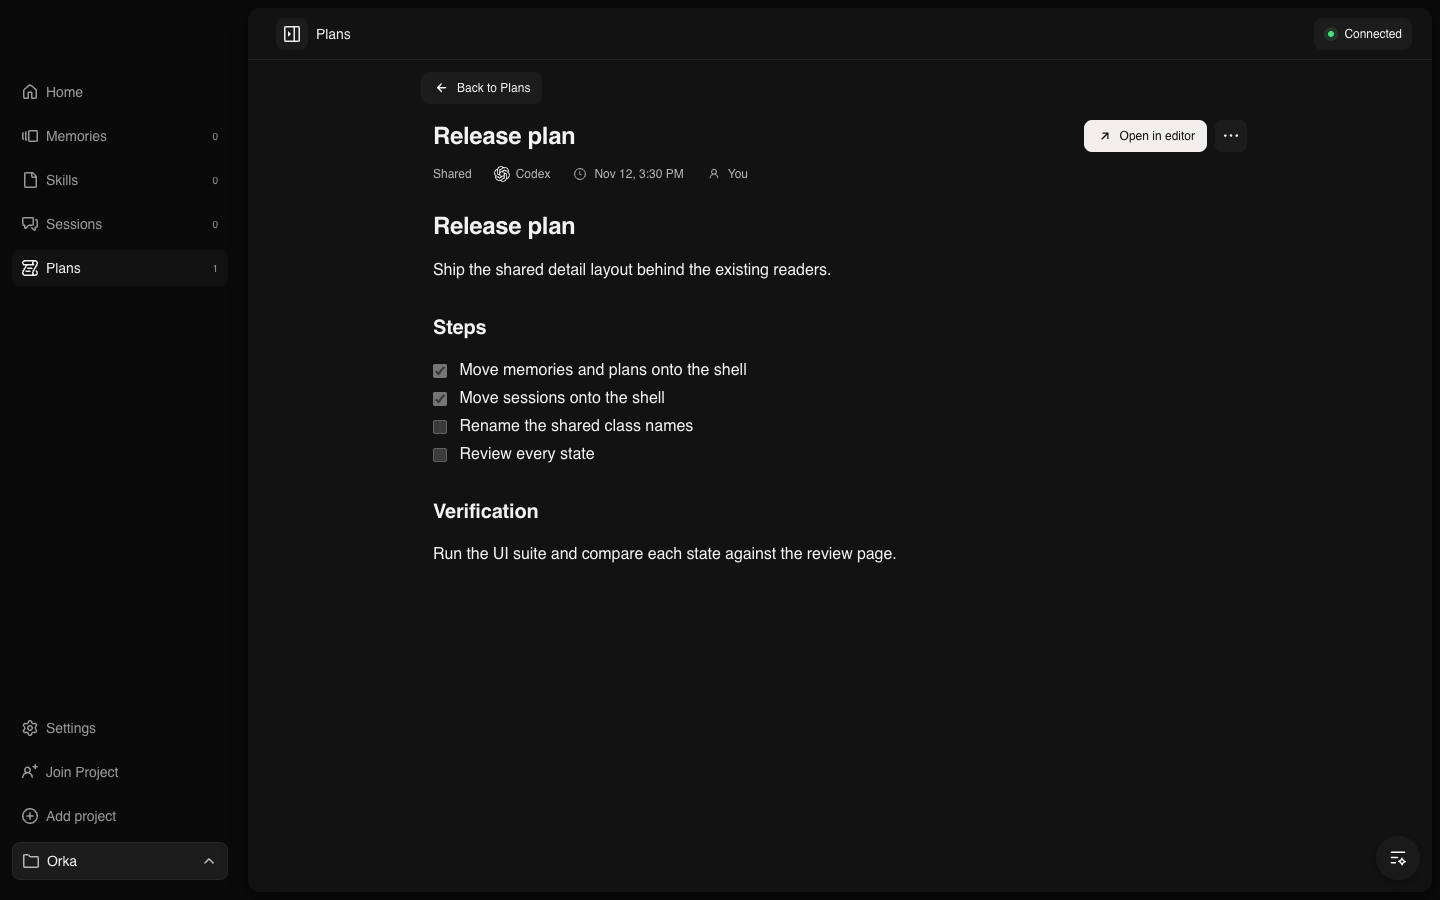 Plans
Connected
Home
Memories 0
Skills 0
Sessions 0
Plans 1
Settings
Join Project
Add project
Orka
Back to Plans
Release plan
Open in editor
Shared Codex Nov 12, 3:30 PM You
Release plan
Ship the shared detail layout behind the existing readers.
Steps
Move memories and plans onto the shell
Move sessions onto the shell
Rename the shared class names
Review every state
Verification
Run the UI suite and compare each state against the review page.